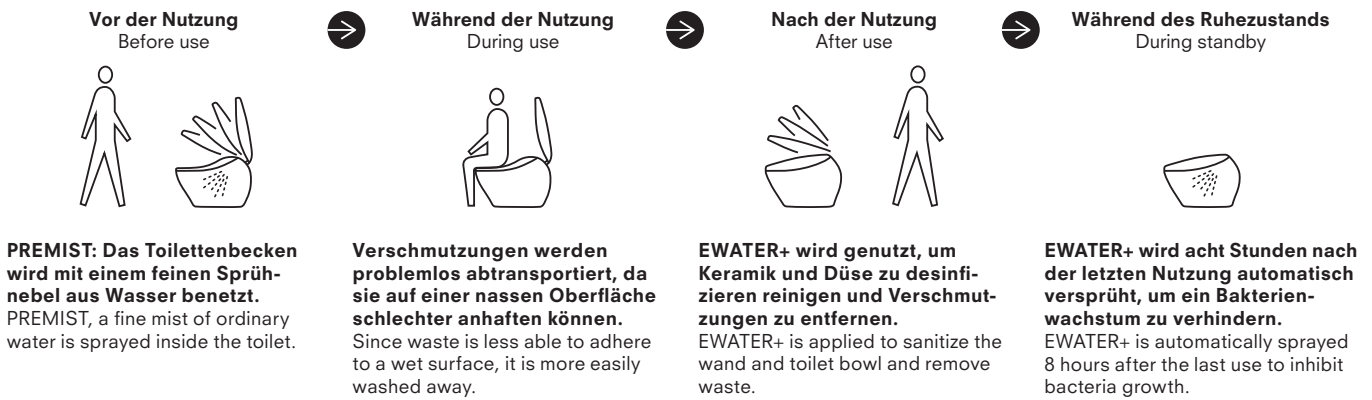 Vor der Nutzung
Before use
Während der Nutzung
During use
Nach der Nutzung
After use
Während des Ruhezustands
During standby
PREMIST: Das Toilettenbecken
wird mit einem feinen Sprüh-
nebel aus Wasser benetzt.
PREMIST, a fine mist of ordinary
water is sprayed inside the toilet.
Verschmutzungen werden
problemlos abtransportiert, da
sie auf einer nassen Oberfläche
schlechter anhaften können.
Since waste is less able to adhere
to a wet surface, it is more easily
washed away.
EWATER+ wird genutzt, um
Keramik und Düse zu desinfi-
zieren reinigen und Verschmut-
zungen zu entfernen.
EWATER+ is applied to sanitize the
wand and toilet bowl and remove
waste.
EWATER+ wird acht Stunden nach
der letzten Nutzung automatisch
versprüht, um ein Bakterien-
wachstum zu verhindern.
EWATER+ is automatically sprayed
8 hours after the last use to inhibit
bacteria growth.